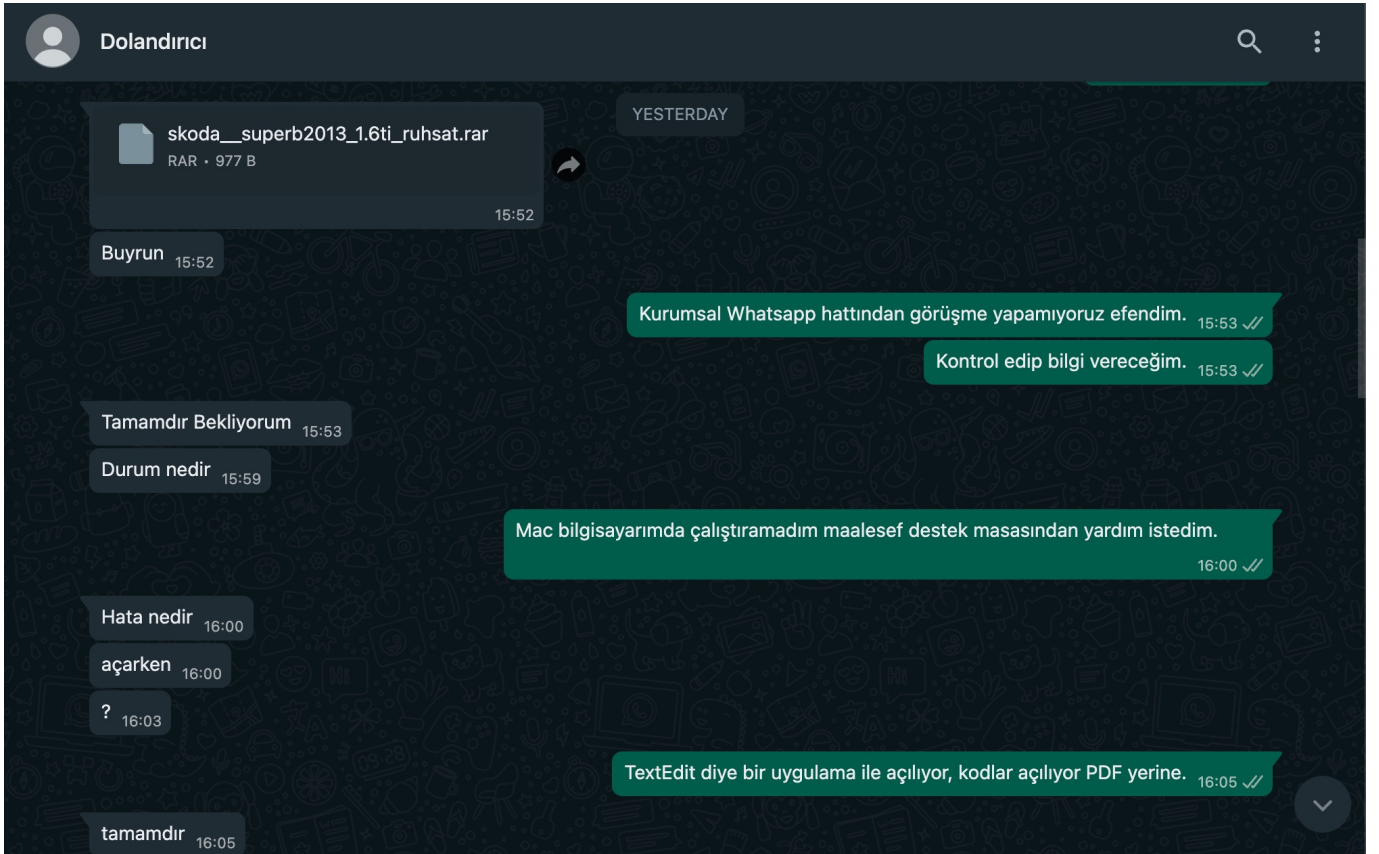 Dolandırıcı
YESTERDAY
skoda__superb2013_1.6ti_ruhsat.rar
RAR • 977 B
15:52
Buyrun 15:52
Kurumsal Whatsapp hattından görüşme yapamıyoruz efendim. 15:53
Kontrol edip bilgi vereceğim. 15:53
Tamamdır Bekliyorum 15:53
Durum nedir 15:59
Mac bilgisayarımda çalıştıramadım maalesef destek masasından yardım istedim.
16:00
Hata nedir 16:00
açarken 16:00
? 16:03
TextEdit diye bir uygulama ile açılıyor, kodlar açılıyor PDF yerine. 16:05
tamamdır 16:05